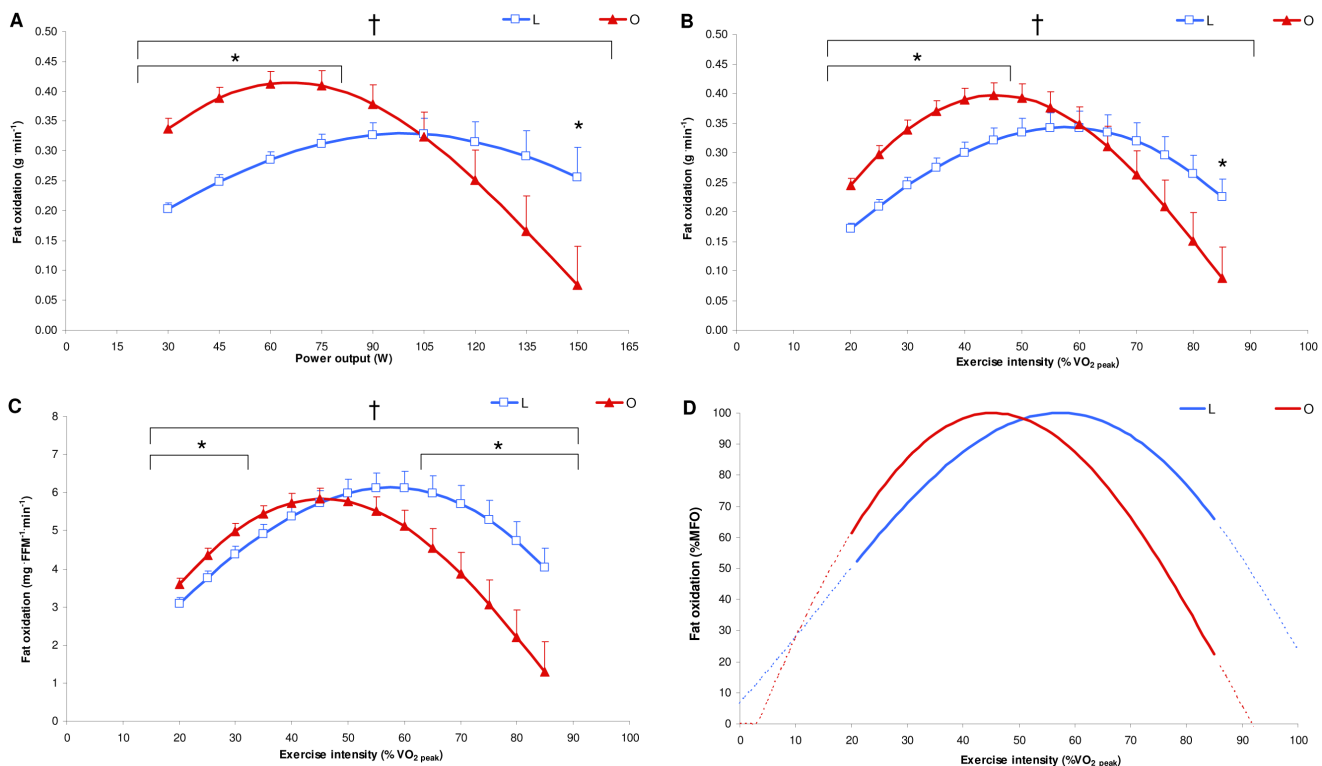 A
† L O
0.50
0.45
0.40
0.35
0.30
0.25
0.20
0.15
0.10
0.05
0.00
Fat oxidation (g·min⁻¹)
*
*
0 15 30 45 60 75 90 105 120 135 150 165
Power output (W)
B
† L O
0.50
0.45
0.40
0.35
0.30
0.25
0.20
0.15
0.10
0.05
0.00
Fat oxidation (g·min⁻¹)
*
*
0 10 20 30 40 50 60 70 80 90 100
Exercise intensity (% VO₂ peak)
C
† L O
8
7
6
5
4
3
2
1
0
Fat oxidation (mg·FFM⁻¹·min⁻¹)
* *
0 10 20 30 40 50 60 70 80 90 100
Exercise intensity (% VO₂ peak)
D
L O
100
90
80
70
60
50
40
30
20
10
0
Fat oxidation (%MFO)
0 10 20 30 40 50 60 70 80 90 100
Exercise intensity (%VO₂ peak)